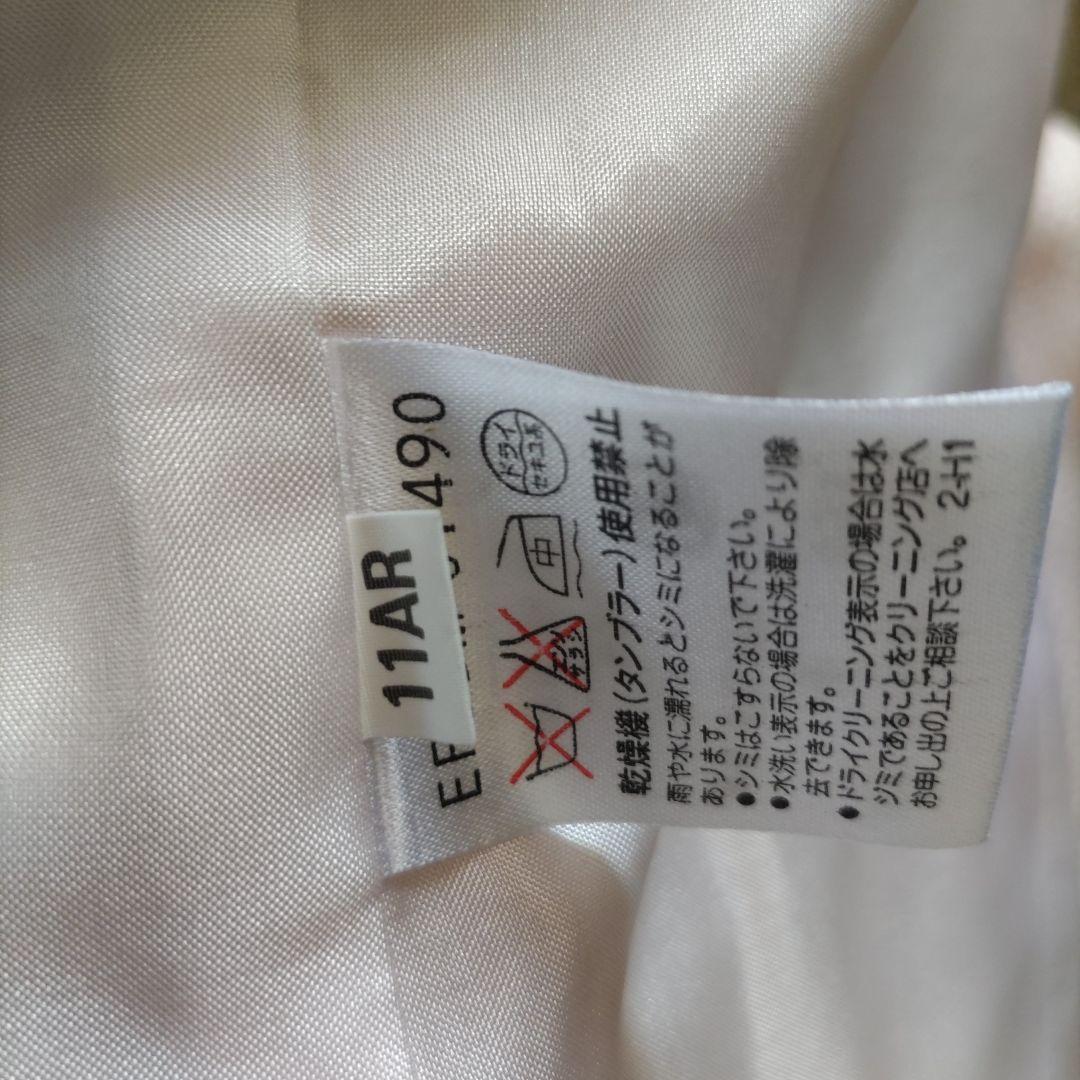 11AR
490
ドライ
セキユ系
中
エンソ
サラシ
乾燥機(タンブラー)使用禁止
雨や水に濡れるとシミになることが
あります。
●シミはこすらないで下さい。
●水洗い表示の場合は洗濯により除
去できます。
●ドライクリーニング表示の場合は水
ジミであることをクリーニング店へ
お申し出の上ご相談下さい。 2-H1